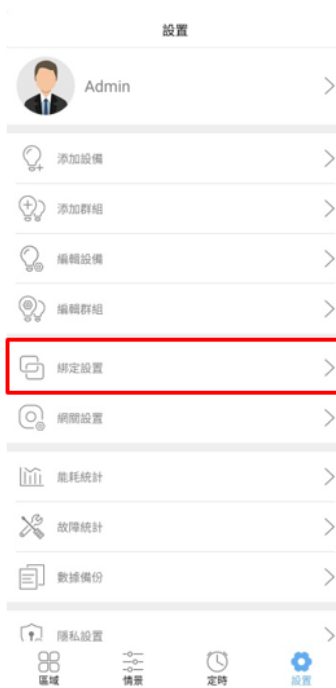 設置
Admin
添加設備
添加群組
編輯設備
編輯群組
綁定設置
網關設置
能耗統計
故障統計
數據備份
隱私設置
區域
情景
定時
設置